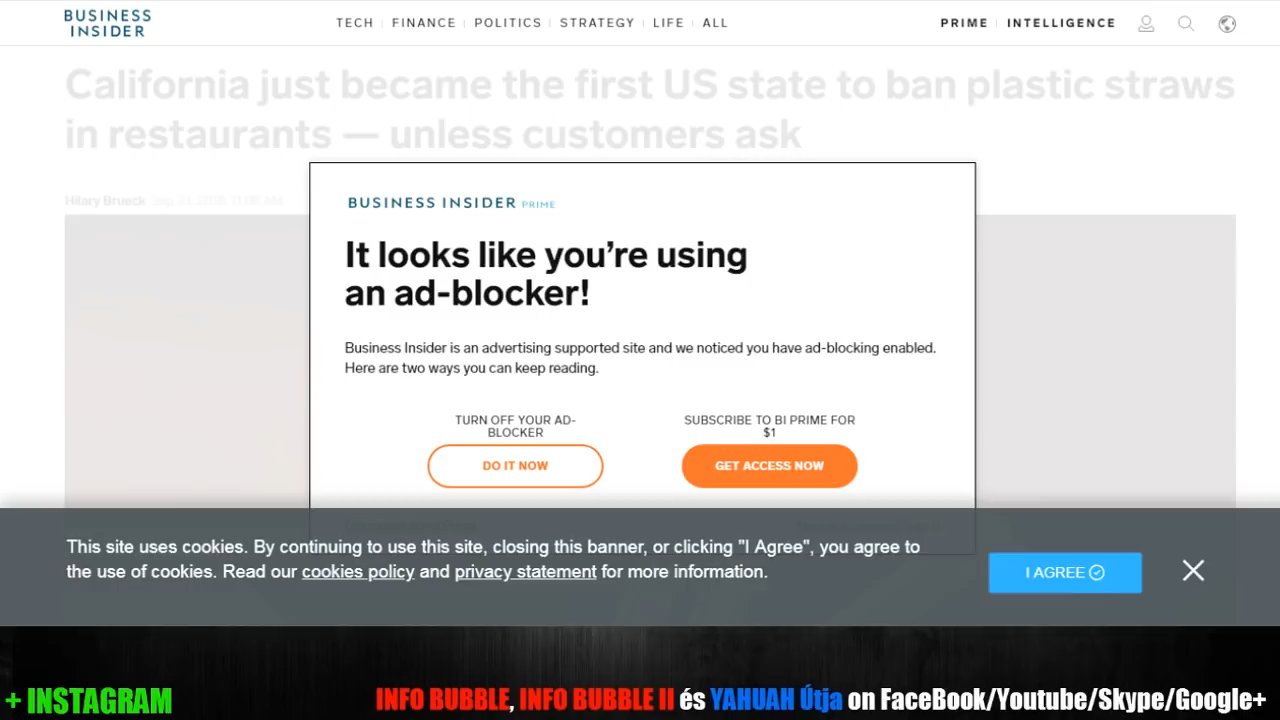 BUSINESS
INSIDER
TECH FINANCE POLITICS STRATEGY LIFE ALL
PRIME INTELLIGENCE
California just became the first US state to ban plastic straws
in restaurants — unless customers ask
Hilary Brueck
BUSINESS INSIDER PRIME
It looks like you're using
an ad-blocker!
Business Insider is an advertising supported site and we noticed you have ad-blocking enabled.
Here are two ways you can keep reading.
TURN OFF YOUR AD-
BLOCKER
DO IT NOW
SUBSCRIBE TO BI PRIME FOR
$1
GET ACCESS NOW
This site uses cookies. By continuing to use this site, closing this banner, or clicking "I Agree", you agree to
the use of cookies. Read our cookies policy and privacy statement for more information.
I AGREE
+ INSTAGRAM
INFO BUBBLE, INFO BUBBLE II és YAHUAH Útja on FaceBook/Youtube/Skype/Google+